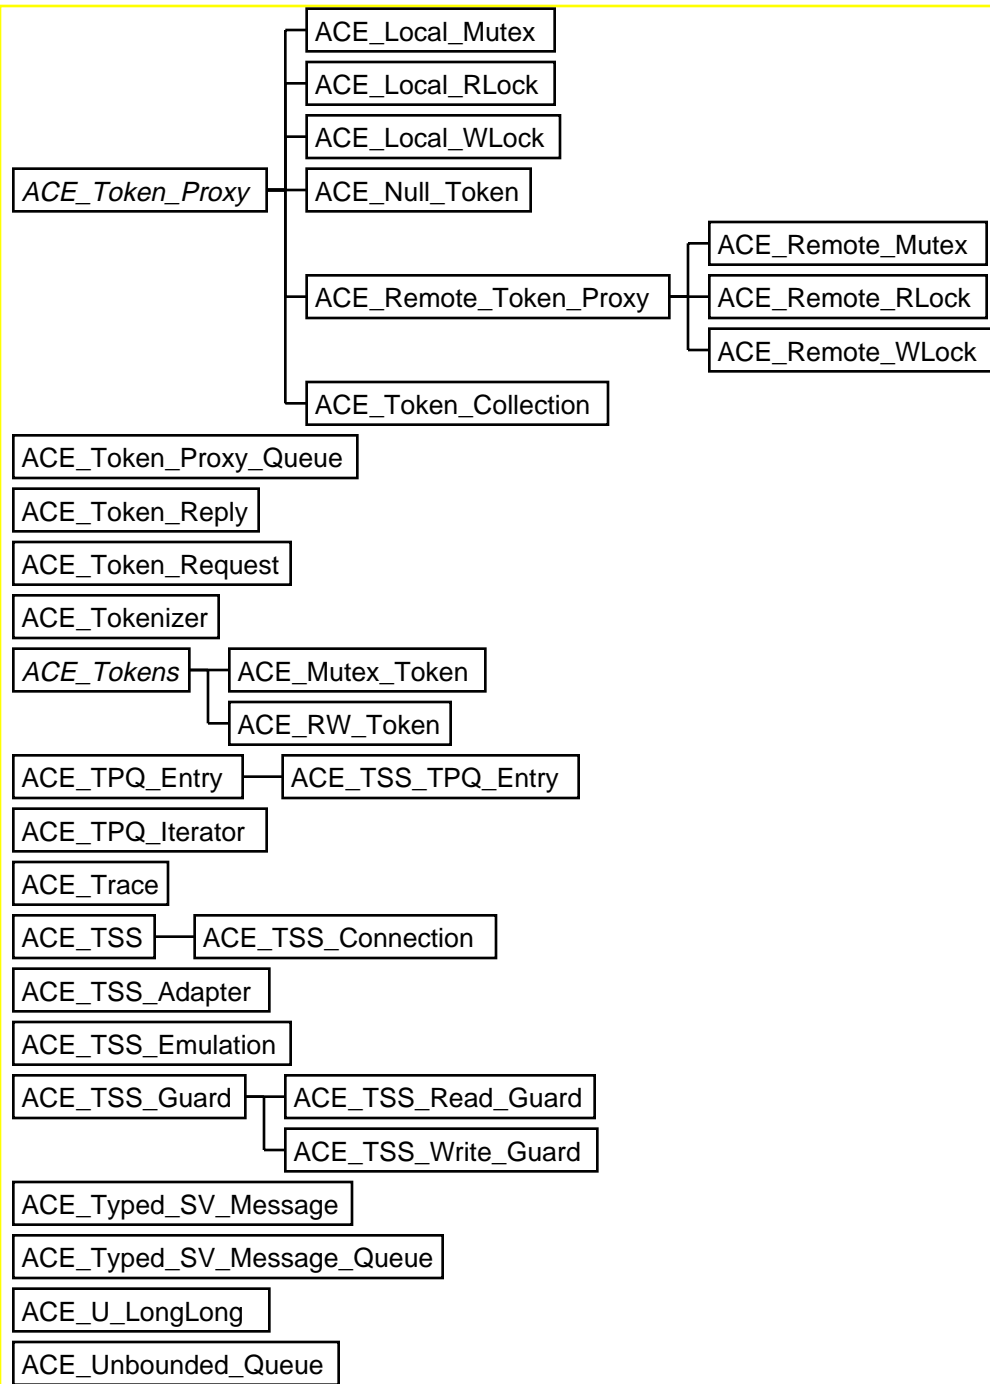 ACE_Local_Mutex
ACE_Local_RLock
ACE_Local_WLock
ACE_Token_Proxy
ACE_Null_Token
ACE_Remote_Mutex
ACE_Remote_Token_Proxy
ACE_Remote_RLock
ACE_Remote_WLock
ACE_Token_Collection
ACE_Token_Proxy_Queue
ACE_Token_Reply
ACE_Token_Request
ACE_Tokenizer
ACE_Tokens
ACE_Mutex_Token
ACE_RW_Token
ACE_TPQ_Entry
ACE_TSS_TPQ_Entry
ACE_TPQ_Iterator
ACE_Trace
ACE_TSS
ACE_TSS_Connection
ACE_TSS_Adapter
ACE_TSS_Emulation
ACE_TSS_Guard
ACE_TSS_Read_Guard
ACE_TSS_Write_Guard
ACE_Typed_SV_Message
ACE_Typed_SV_Message_Queue
ACE_U_LongLong
ACE_Unbounded_Queue